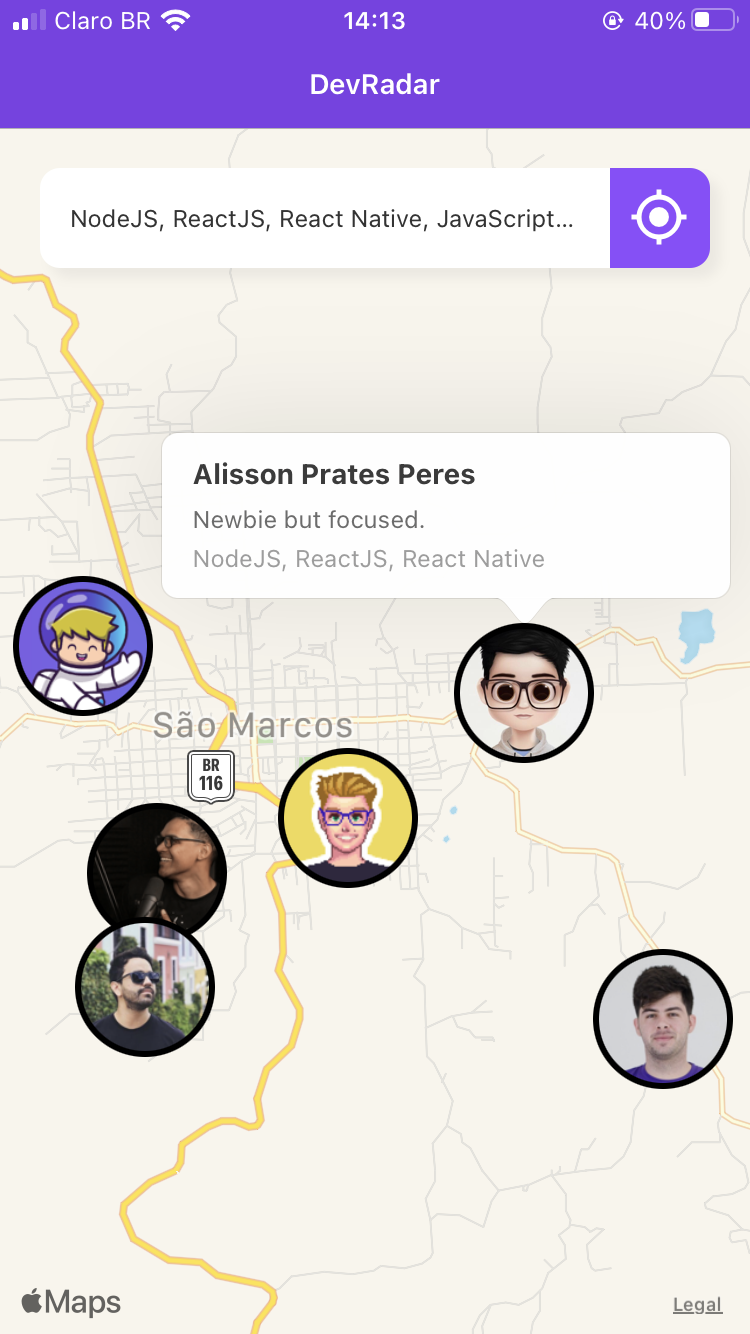 Claro BR 14:13 40%
DevRadar
NodeJS, ReactJS, React Native, JavaScript...
Alisson Prates Peres
Newbie but focused.
NodeJS, ReactJS, React Native
São Marcos
BR
116
Maps
Legal